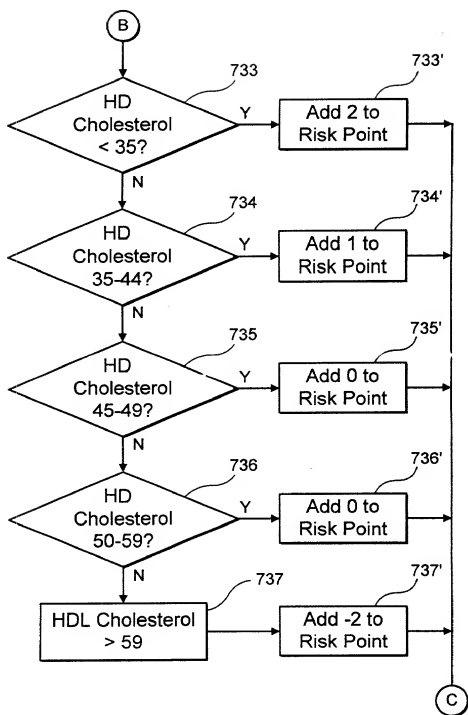 B
733
733'
HD
Cholesterol
< 35?
Y
Add 2 to
Risk Point
N
734
734'
HD
Cholesterol
35-44?
Y
Add 1 to
Risk Point
N
735
735'
HD
Cholesterol
45-49?
Y
Add 0 to
Risk Point
N
736
736'
HD
Cholesterol
50-59?
Y
Add 0 to
Risk Point
N
737
737'
HDL Cholesterol
> 59
Add -2 to
Risk Point
C